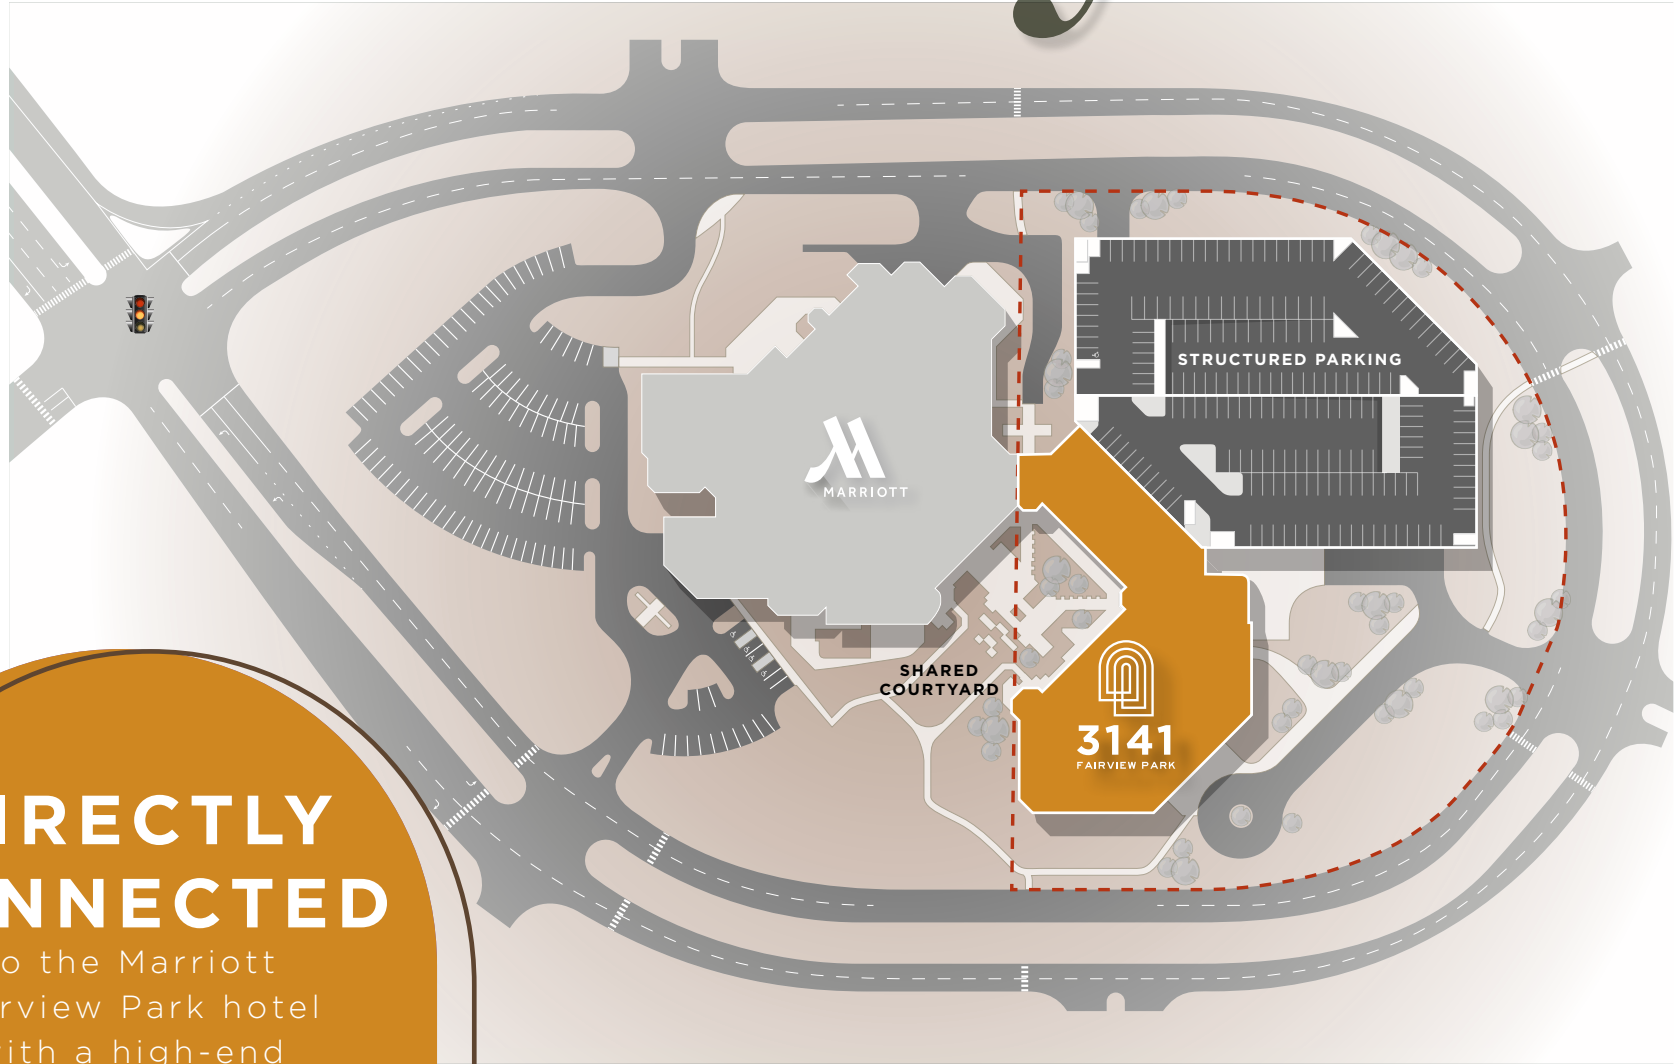 STRUCTURED PARKING
MARRIOTT
SHARED
COURTYARD
3141
FAIRVIEW PARK
IRECTLY
NNECTED
o the Marriott
rview Park hotel
ith a high-end